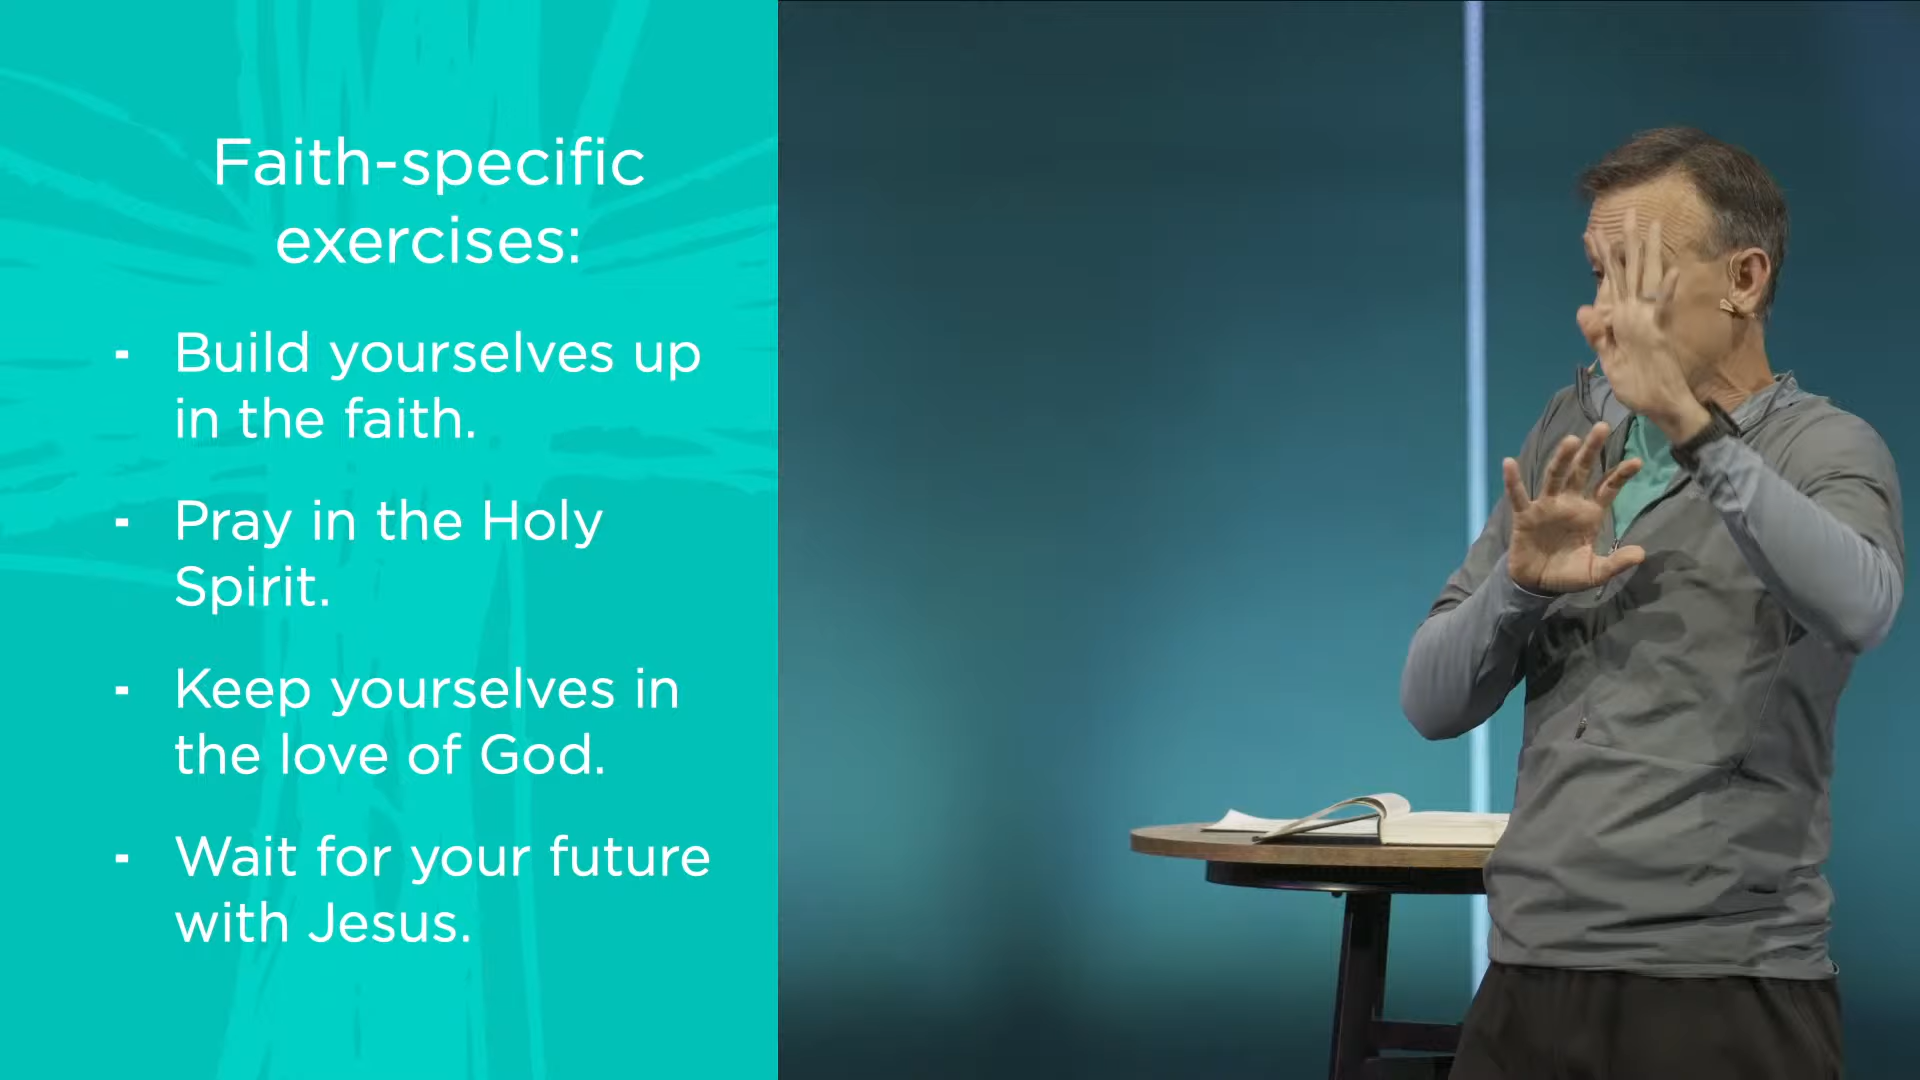 Faith-specific
exercises:
- Build yourselves up
in the faith.
- Pray in the Holy
Spirit.
- Keep yourselves in
the love of God.
- Wait for your future
with Jesus.